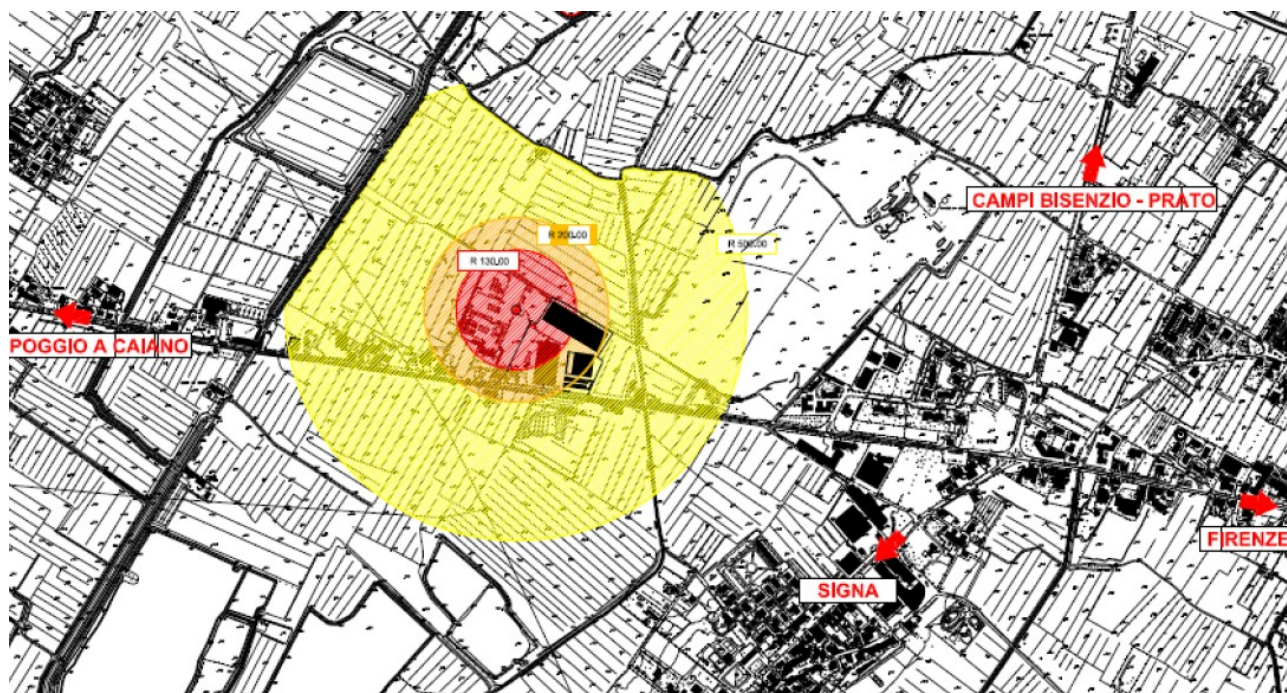 CAMPI BISENZIO - PRATO
R 200.00
R 500.00
R 130.00
POGGIO A CAIANO
FIRENZE
SIGNA